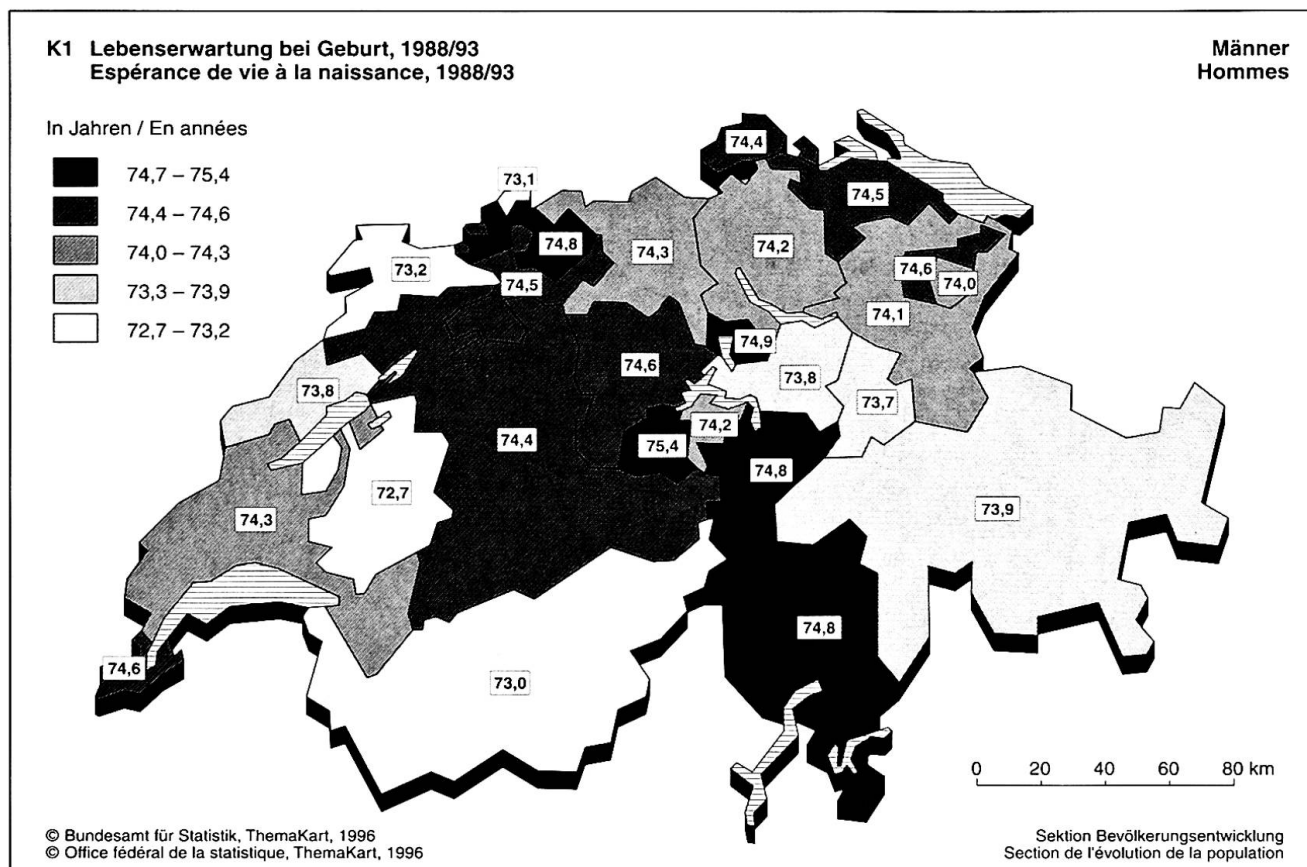 K1 Lebenserwartung bei Geburt, 1988/93
Espérance de vie à la naissance, 1988/93
Männer
Hommes
In Jahren / En années
74,7 – 75,4
74,4 – 74,6
74,0 – 74,3
73,3 – 73,9
72,7 – 73,2
74,4
73,1
74,5
74,8
74,3
74,2
73,2
74,6
74,0
74,5
74,1
74,9
74,6
73,8
73,8
73,7
74,2
74,4
75,4
74,8
72,7
73,9
74,3
74,8
74,6
73,0
0 20 40 60 80 km
© Bundesamt für Statistik, ThemaKart, 1996
© Office fédéral de la statistique, ThemaKart, 1996
Sektion Bevölkerungsentwicklung
Section de l'évolution de la population